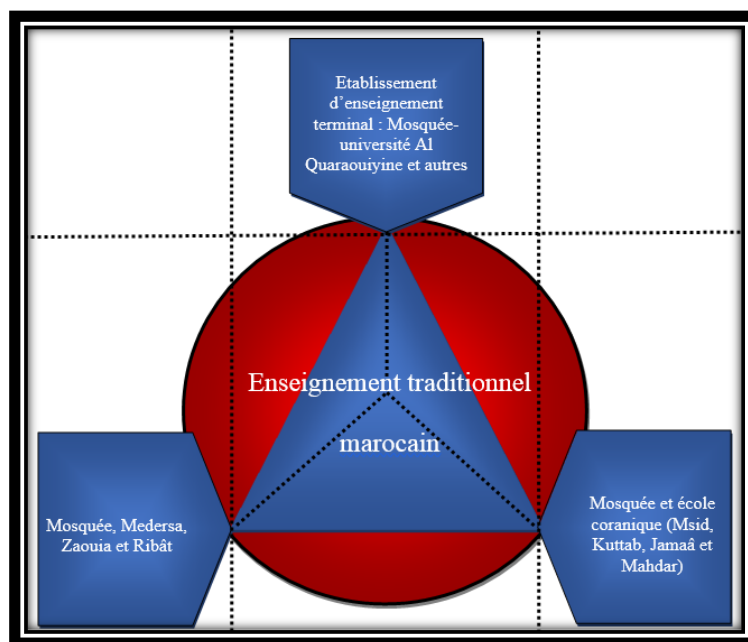 Etablissement
d’enseignement
terminal : Mosquée-
université Al
Quaraouiyine et autres
Enseignement traditionnel
marocain
Mosquée, Medersa,
Zaouia et Ribât
Mosquée et école
coranique (Msid,
Kuttab, Jamaâ et
Mahdar)